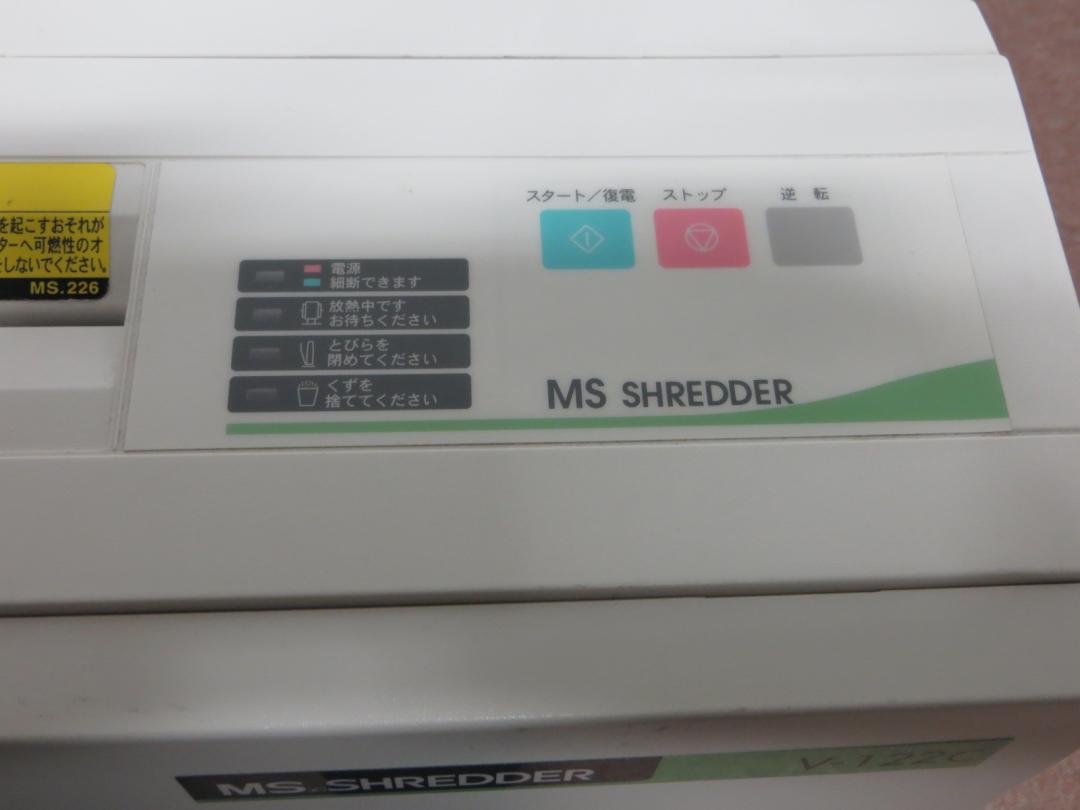 を起こすおそれが
ターへ可燃性のオ
しないでください。
MS.226
電源
細断できます
放熱中です
お待ちください
とびらを
閉めてください
くずを
捨ててください
スタート/復電
ストップ
逆 転
MS SHREDDER
MS SHREDDER
V-122C